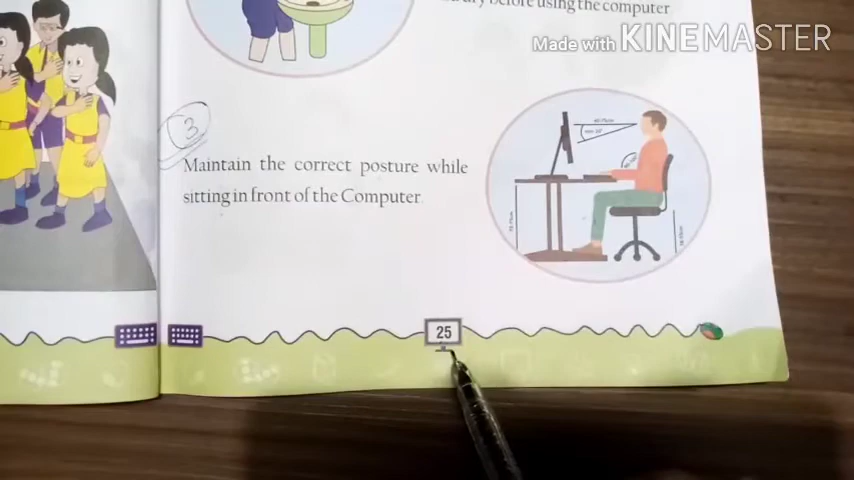 dry before using the computer
Made with KINEMASTER
3
Maintain the correct posture while
sitting in front of the Computer
25